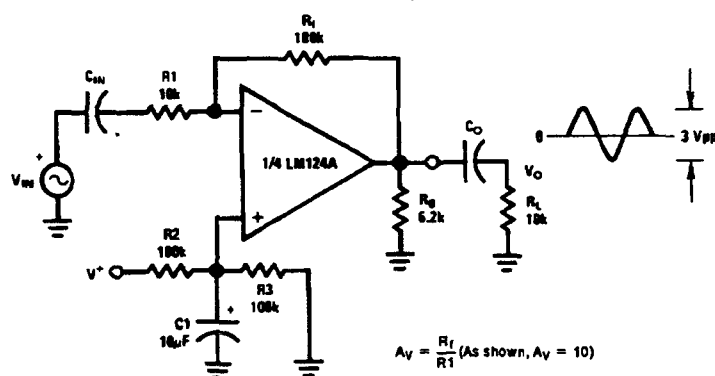 Rf
100k
CIN
R1
10k
CO
0
3 Vpp
−
1/4 LM124A
+
VIN
+
VO
RB
6.2k
RL
10k
R2
100k
V+
R3
100k
C1
10µF
+
AV = Rf/R1 (As shown, AV = 10)